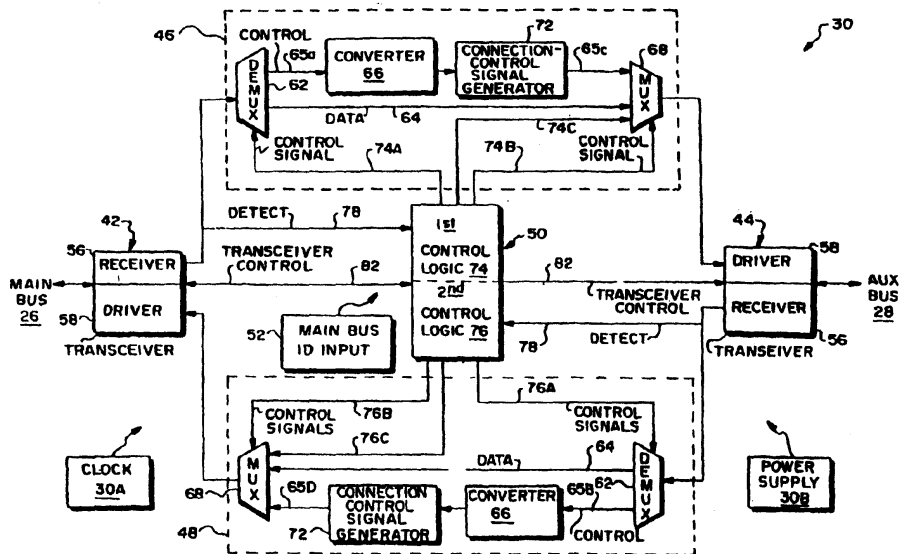 46
CONTROL
65a
CONVERTER
66
72
CONNECTION-
CONTROL
SIGNAL
GENERATOR
65c
68
30
DEMUX
62
MUX
DATA
64
74C
CONTROL
SIGNAL
74A
74B
CONTROL
SIGNAL
DETECT
78
1st
CONTROL
LOGIC 74
2nd
CONTROL
LOGIC 76
50
42
56
RECEIVER
DRIVER
58
TRANSCEIVER
MAIN
BUS
26
TRANSCEIVER
CONTROL
82
52
MAIN BUS
ID INPUT
82
TRANSCEIVER
CONTROL
78
DETECT
44
58
DRIVER
RECEIVER
56
TRANSEIVER
AUX
BUS
28
76B
CONTROL
SIGNALS
76C
76A
CONTROL
SIGNALS
DATA
64
MUX
68
65D
CONNECTION
CONTROL
SIGNAL
GENERATOR
72
CONVERTER
66
65B
62
DEMUX
CONTROL
48
CLOCK
30A
POWER
SUPPLY
30B